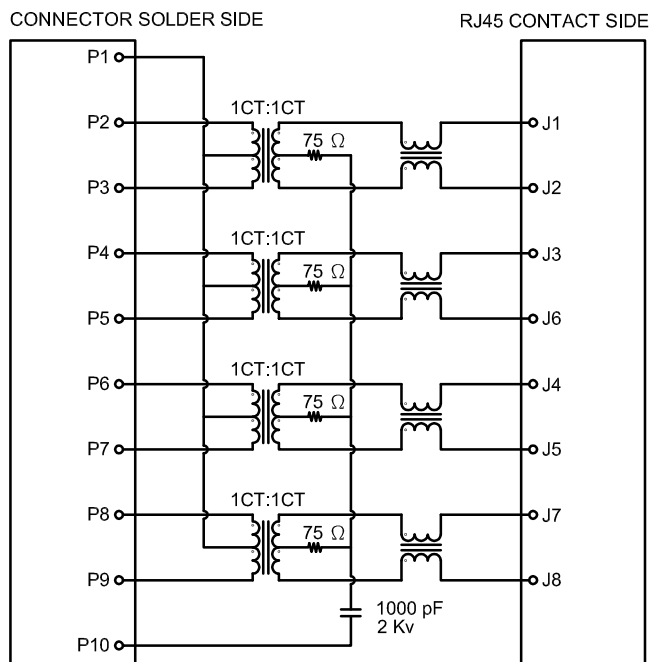 CONNECTOR SOLDER SIDE
RJ45 CONTACT SIDE
P1
P2
1CT:1CT
75 Ω
J1
P3
J2
P4
1CT:1CT
75 Ω
J3
P5
J6
P6
1CT:1CT
75 Ω
J4
P7
J5
P8
1CT:1CT
75 Ω
J7
P9
J8
1000 pF
2 Kv
P10